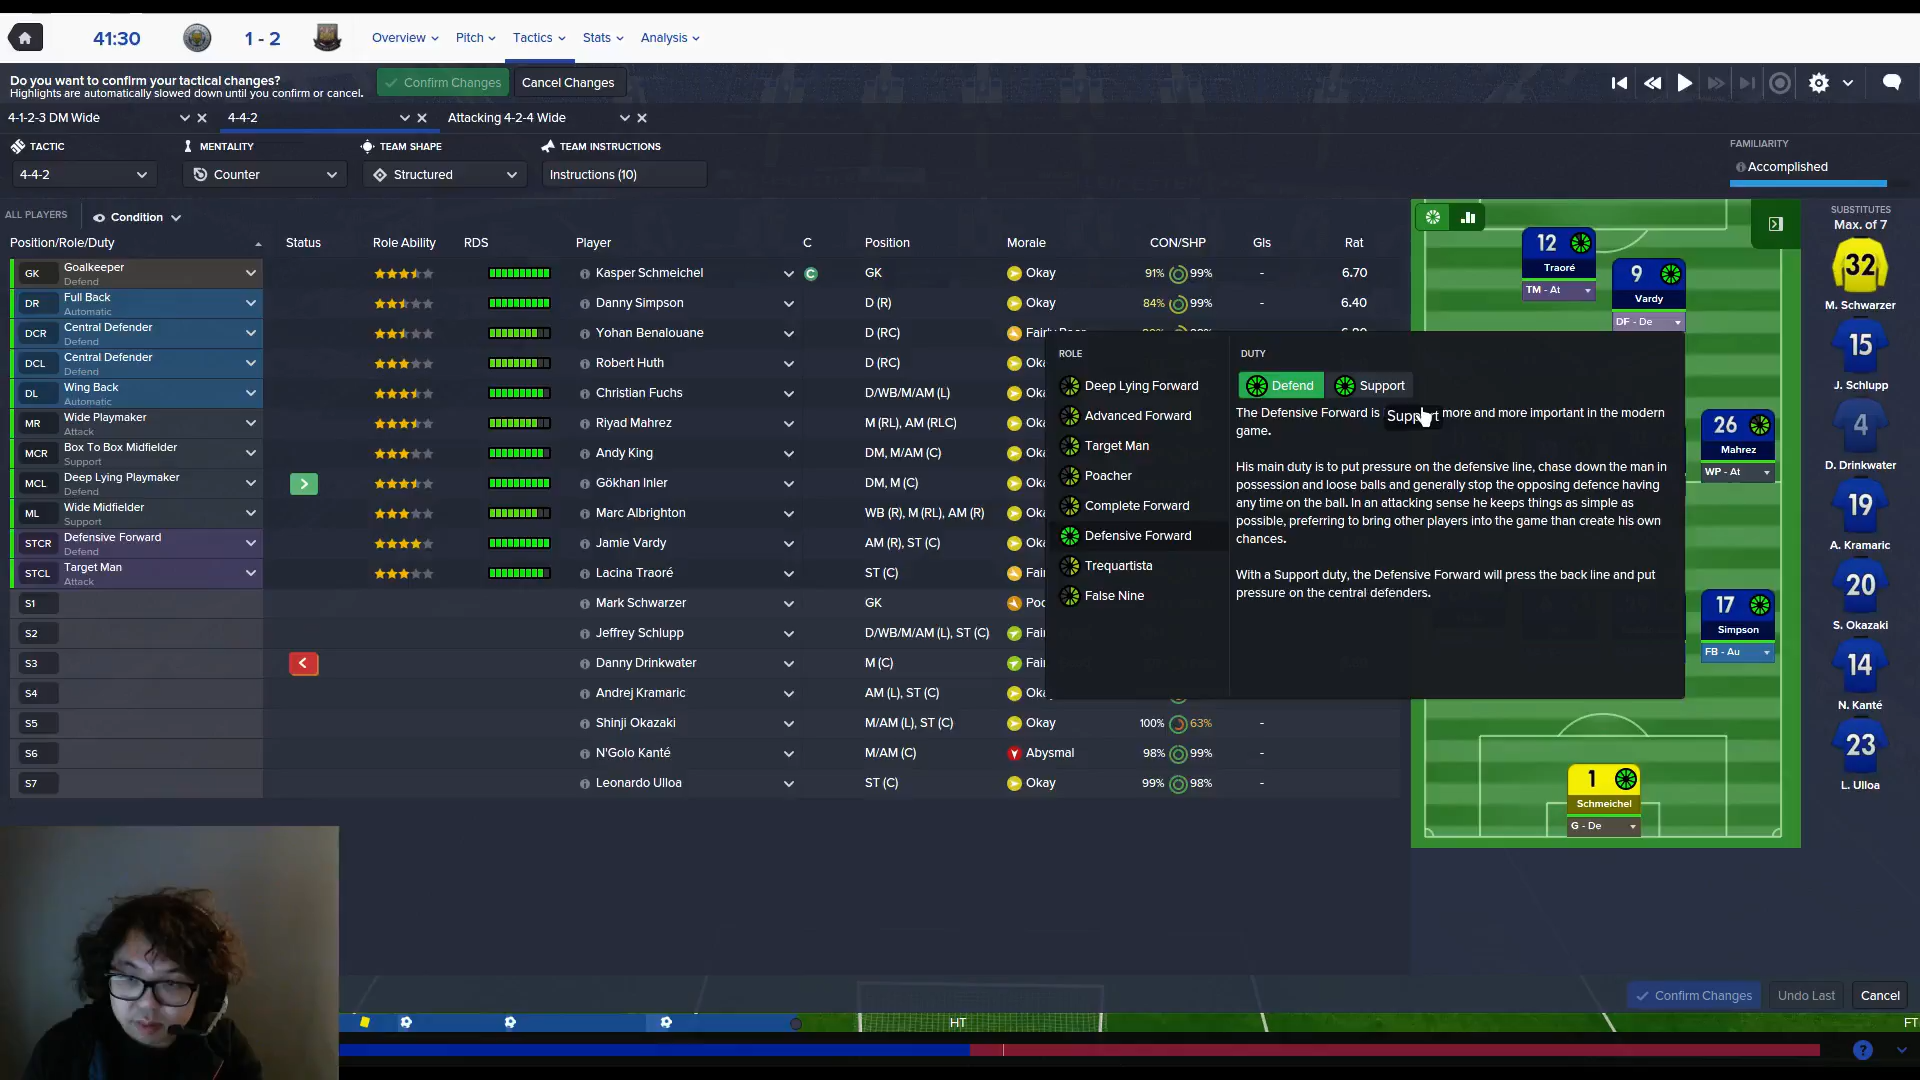 41:30
1 - 2
Overview
Pitch
Tactics
Stats
Analysis
Do you want to confirm your tactical changes?
Highlights are automatically slowed down until you confirm or cancel.
Confirm Changes
Cancel Changes
4-1-2-3 DM Wide
4-4-2
Attacking 4-2-4 Wide
TACTIC
MENTALITY
TEAM SHAPE
TEAM INSTRUCTIONS
4-4-2
Counter
Structured
Instructions (10)
FAMILIARITY
Accomplished
ALL PLAYERS
Condition
Position/Role/Duty
Status
Role Ability
RDS
Player
C
Position
Morale
CON/SHP
Gls
Rat
GK Goalkeeper Defend Kasper Schmeichel C GK Okay 91% 99% - 6.70
DR Full Back Automatic Danny Simpson D (R) Okay 84% 99% - 6.40
DCR Central Defender Defend Yohan Benalouane D (RC)
DCL Central Defender Defend Robert Huth D (RC)
DL Wing Back Automatic Christian Fuchs D/WB/M/AM (L)
MR Wide Playmaker Attack Riyad Mahrez M (RL), AM (RLC)
MCR Box To Box Midfielder Support Andy King DM, M/AM (C)
MCL Deep Lying Playmaker Defend Gökhan Inler DM, M (C)
ML Wide Midfielder Support Marc Albrighton WB (R), M (RL), AM (R)
STCR Defensive Forward Defend Jamie Vardy AM (R), ST (C)
STCL Target Man Attack Lacina Traoré ST (C)
S1 Mark Schwarzer GK
S2 Jeffrey Schlupp D/WB/M/AM (L), ST (C)
S3 Danny Drinkwater M (C)
S4 Andrej Kramaric AM (L), ST (C)
S5 Shinji Okazaki M/AM (L), ST (C) Okay 100% 63% -
S6 N'Golo Kanté M/AM (C) Abysmal 98% 99% -
S7 Leonardo Ulloa ST (C) Okay 99% 98% -
ROLE
Deep Lying Forward
Advanced Forward
Target Man
Poacher
Complete Forward
Defensive Forward
Trequartista
False Nine
DUTY
Defend
Support
The Defensive Forward is more and more important in the modern
game.
Support
His main duty is to put pressure on the defensive line, chase down the man in
possession and loose balls and generally stop the opposing defence having
any time on the ball. In an attacking sense he keeps things as simple as
possible, preferring to bring other players into the game than create his own
chances.
With a Support duty, the Defensive Forward will press the back line and put
pressure on the central defenders.
12
Traoré
TM - At
9
Vardy
DF - De
26
Mahrez
WP - At
17
Simpson
FB - Au
1
Schmeichel
G - De
SUBSTITUTES
Max. of 7
32
M. Schwarzer
15
J. Schlupp
4
D. Drinkwater
19
A. Kramaric
20
S. Okazaki
14
N. Kanté
23
L. Ulloa
Confirm Changes
Undo Last
Cancel
HT
FT
?